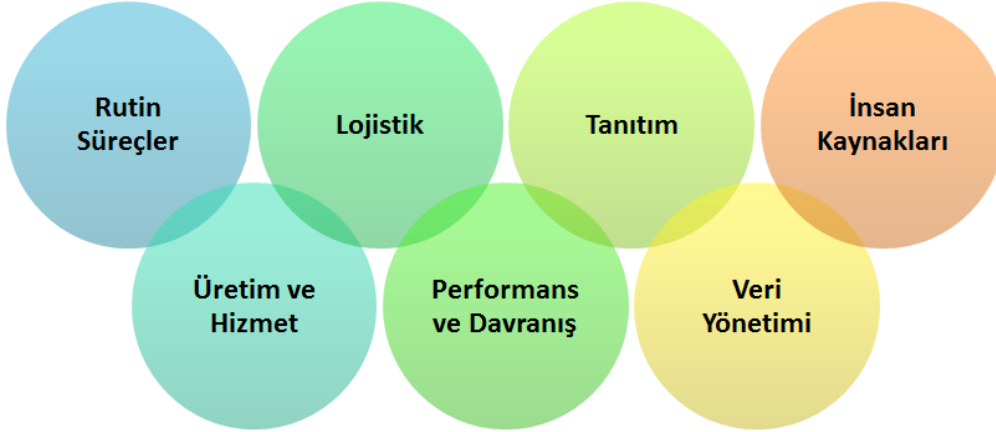 Rutin
Süreçler
Lojistik
Tanıtım
İnsan
Kaynakları
Üretim ve
Hizmet
Performans
ve Davranış
Veri
Yönetimi